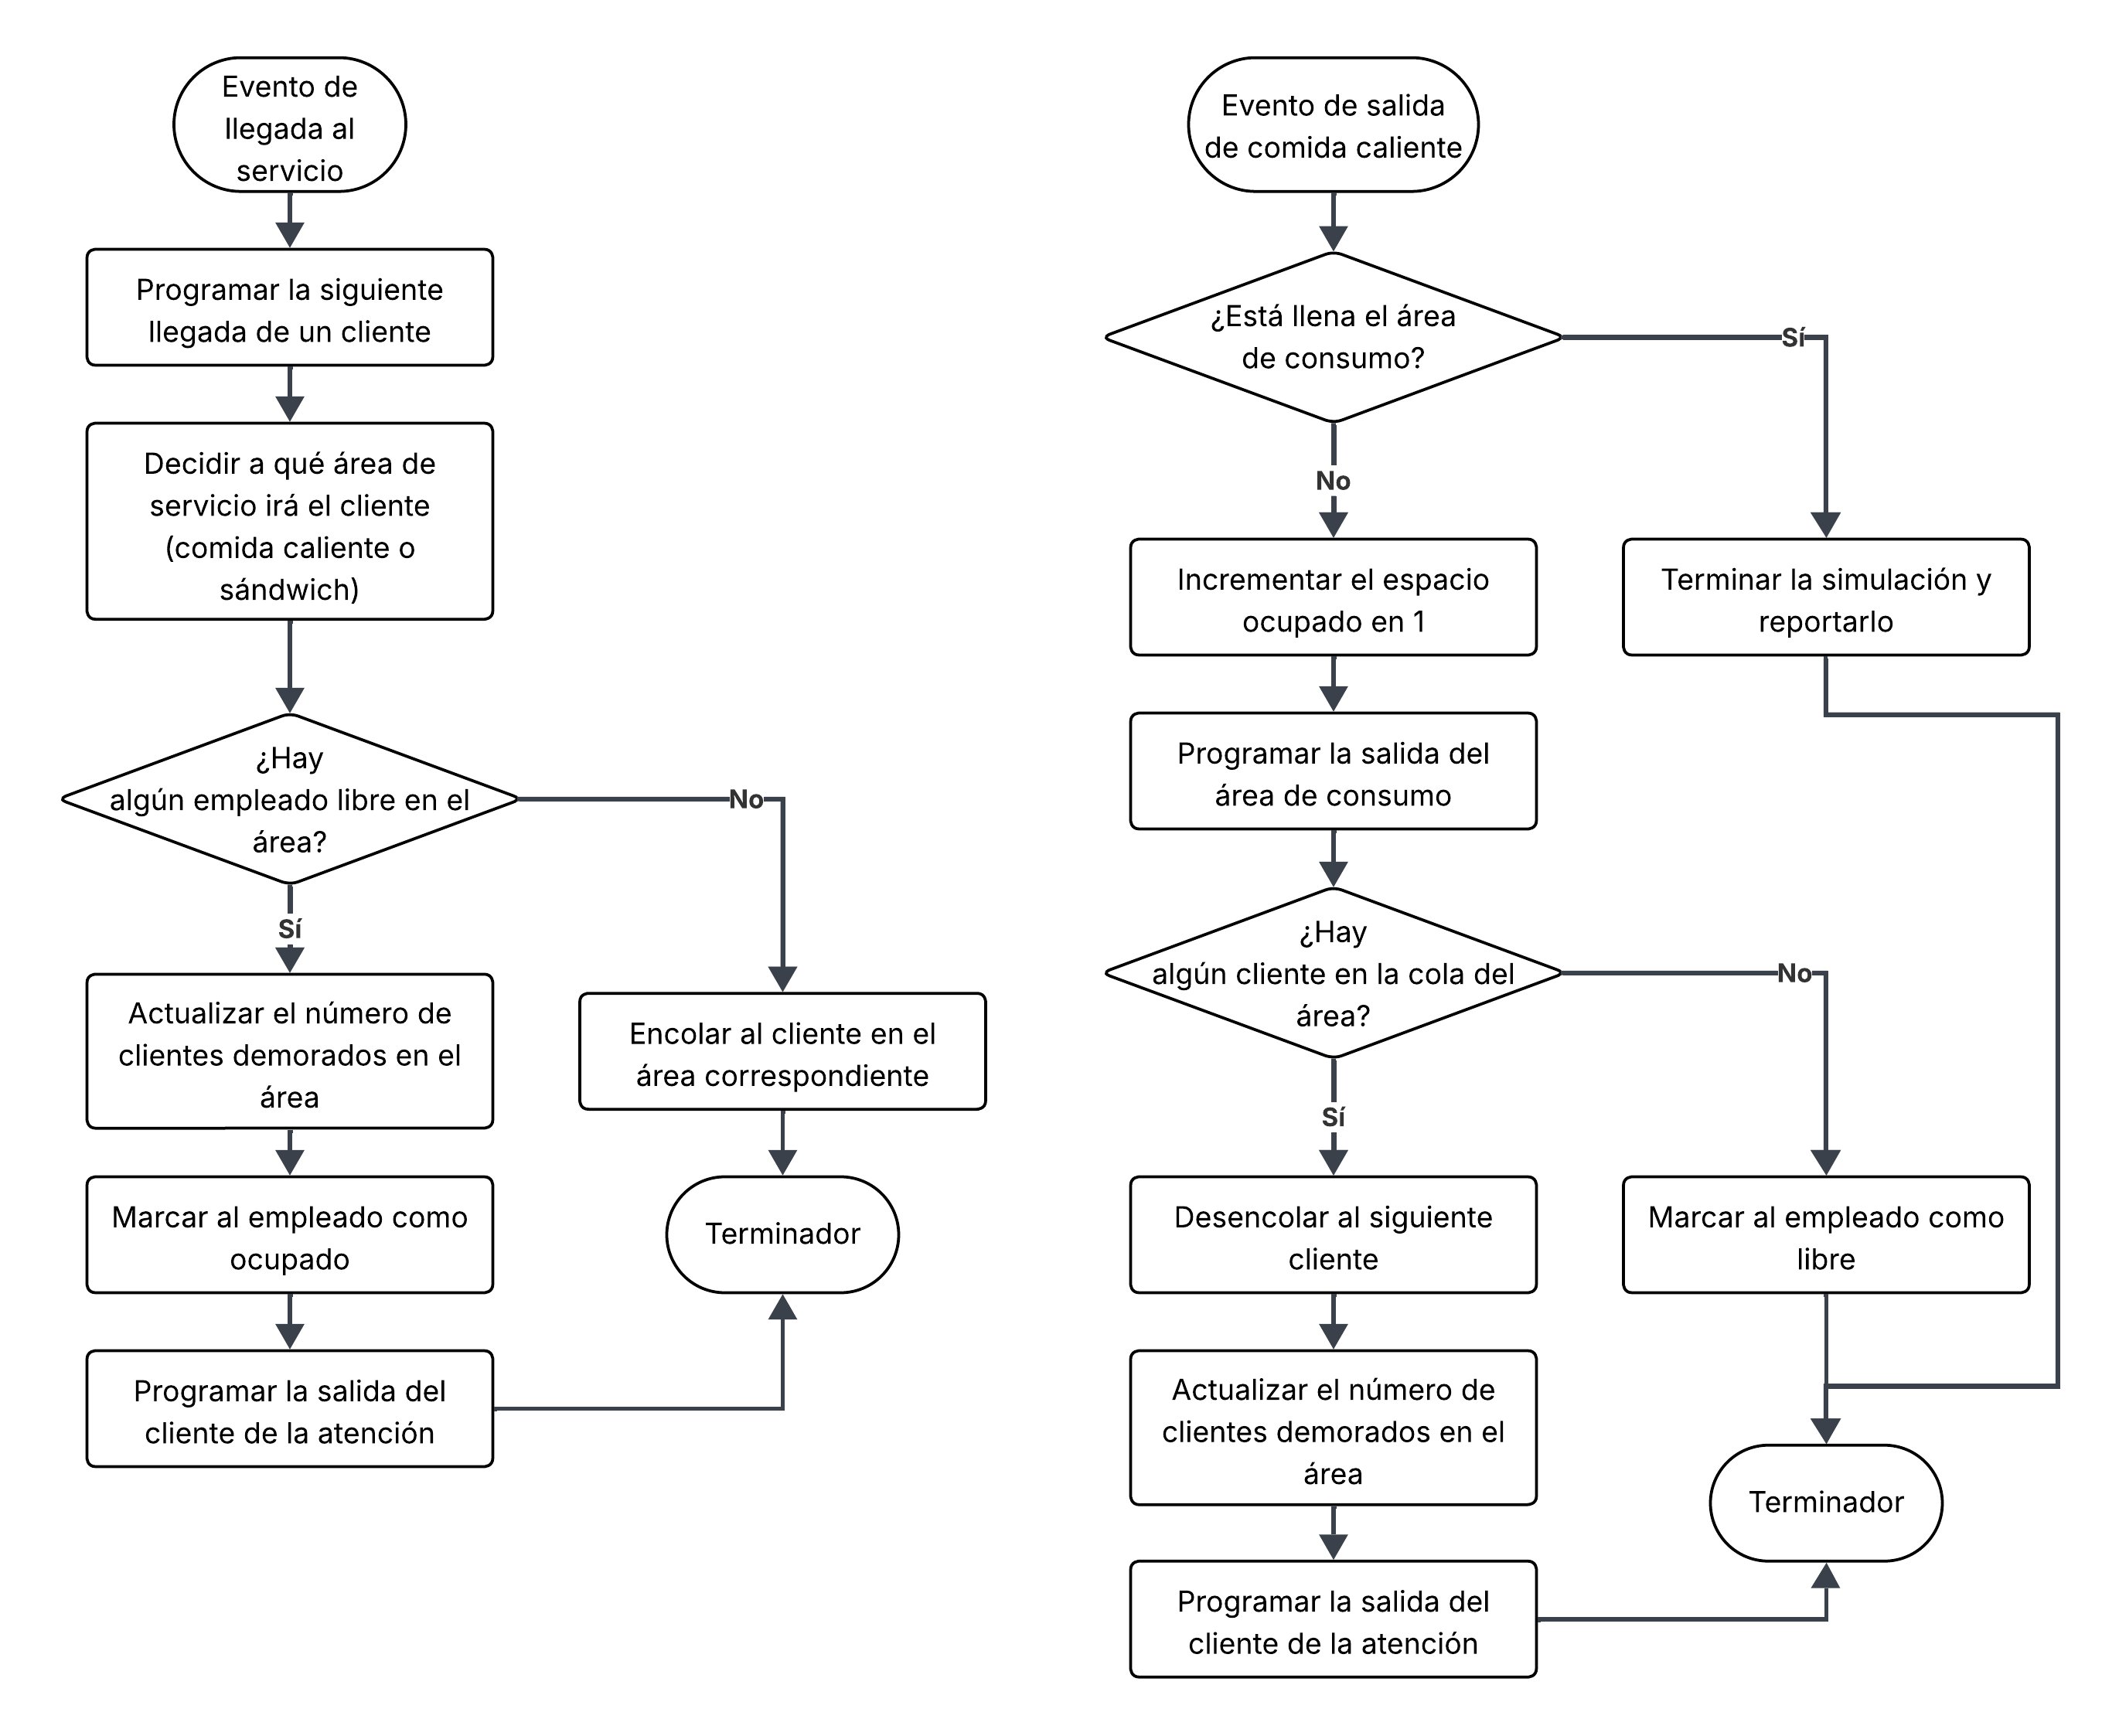 Evento de
llegada al
servicio
Programar la siguiente
llegada de un cliente
Decidir a qué área de
servicio irá el cliente
(comida caliente o
sándwich)
¿Hay
algún empleado libre en el
área?
No
Sí
Actualizar el número de
clientes demorados en el
área
Encolar al cliente en el
área correspondiente
Marcar al empleado como
ocupado
Terminador
Programar la salida del
cliente de la atención
Evento de salida
de comida caliente
¿Está llena el área
de consumo?
Sí
No
Incrementar el espacio
ocupado en 1
Terminar la simulación y
reportarlo
Programar la salida del
área de consumo
¿Hay
algún cliente en la cola del
área?
No
Sí
Desencolar al siguiente
cliente
Marcar al empleado como
libre
Actualizar el número de
clientes demorados en el
área
Terminador
Programar la salida del
cliente de la atención